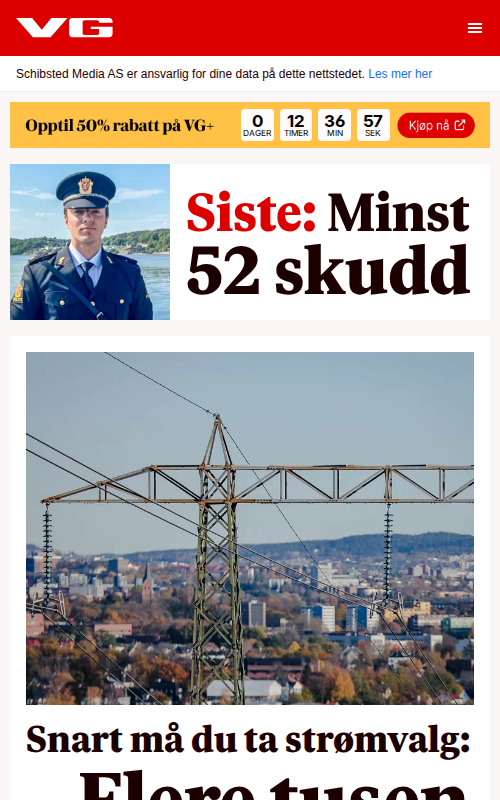 VG
Schibsted Media AS er ansvarlig for dine data på dette nettstedet. Les mer her
Opptil 50% rabatt på VG+
0 12 36 57
DAGER TIMER MIN SEK
Kjøp nå
Siste: Minst
52 skudd
Snart må du ta strømvalg:
Flere tusen